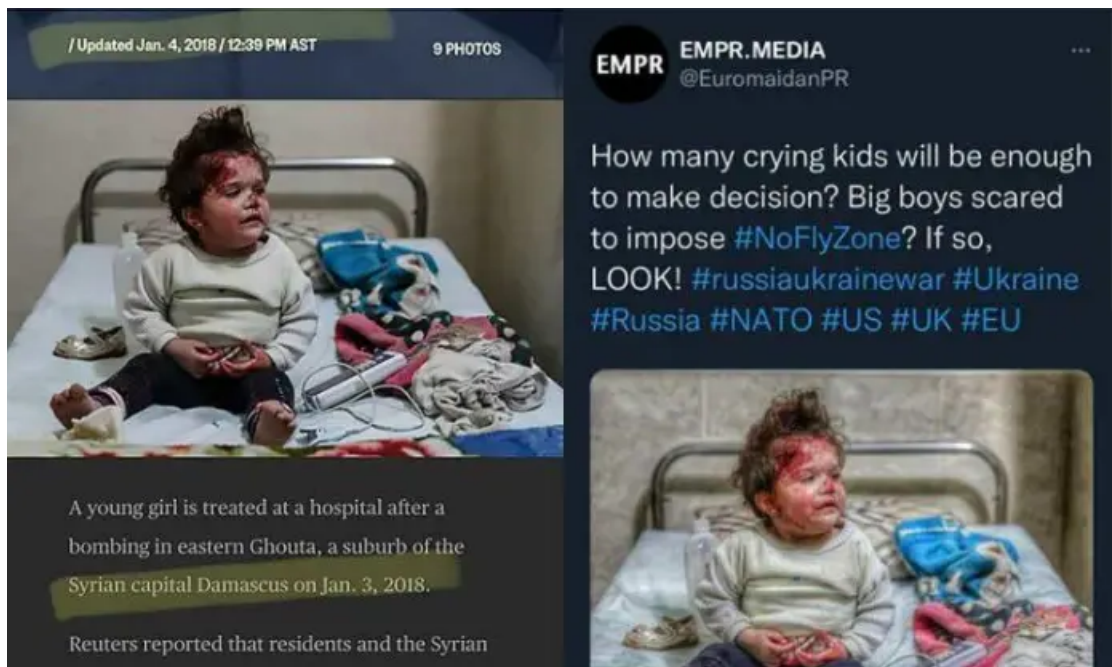 / Updated Jan. 4, 2018 / 12:39 PM AST
9 PHOTOS
A young girl is treated at a hospital after a
bombing in eastern Ghouta, a suburb of the
Syrian capital Damascus on Jan. 3, 2018.
Reuters reported that residents and the Syrian
EMPR
EMPR.MEDIA
@EuromaidanPR
How many crying kids will be enough
to make decision? Big boys scared
to impose #NoFlyZone? If so,
LOOK! #russiaukrainewar #Ukraine
#Russia #NATO #US #UK #EU